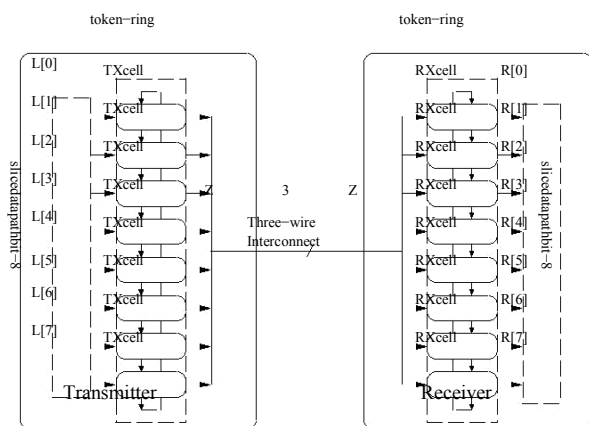 token−ring token−ring
L[0] TXcell RXcell R[0]
L[1] TXcell RXcell R[1]
L[2] TXcell RXcell R[2]
L[3] TXcell Z 3 Z RXcell R[3]
L[4] TXcell Three−wire RXcell R[4]
Interconnect
L[5] TXcell RXcell R[5]
L[6] TXcell RXcell R[6]
L[7] TXcell RXcell R[7]
slicedatapathbit−8
slicedatapathbit−8
Transmitter Receiver